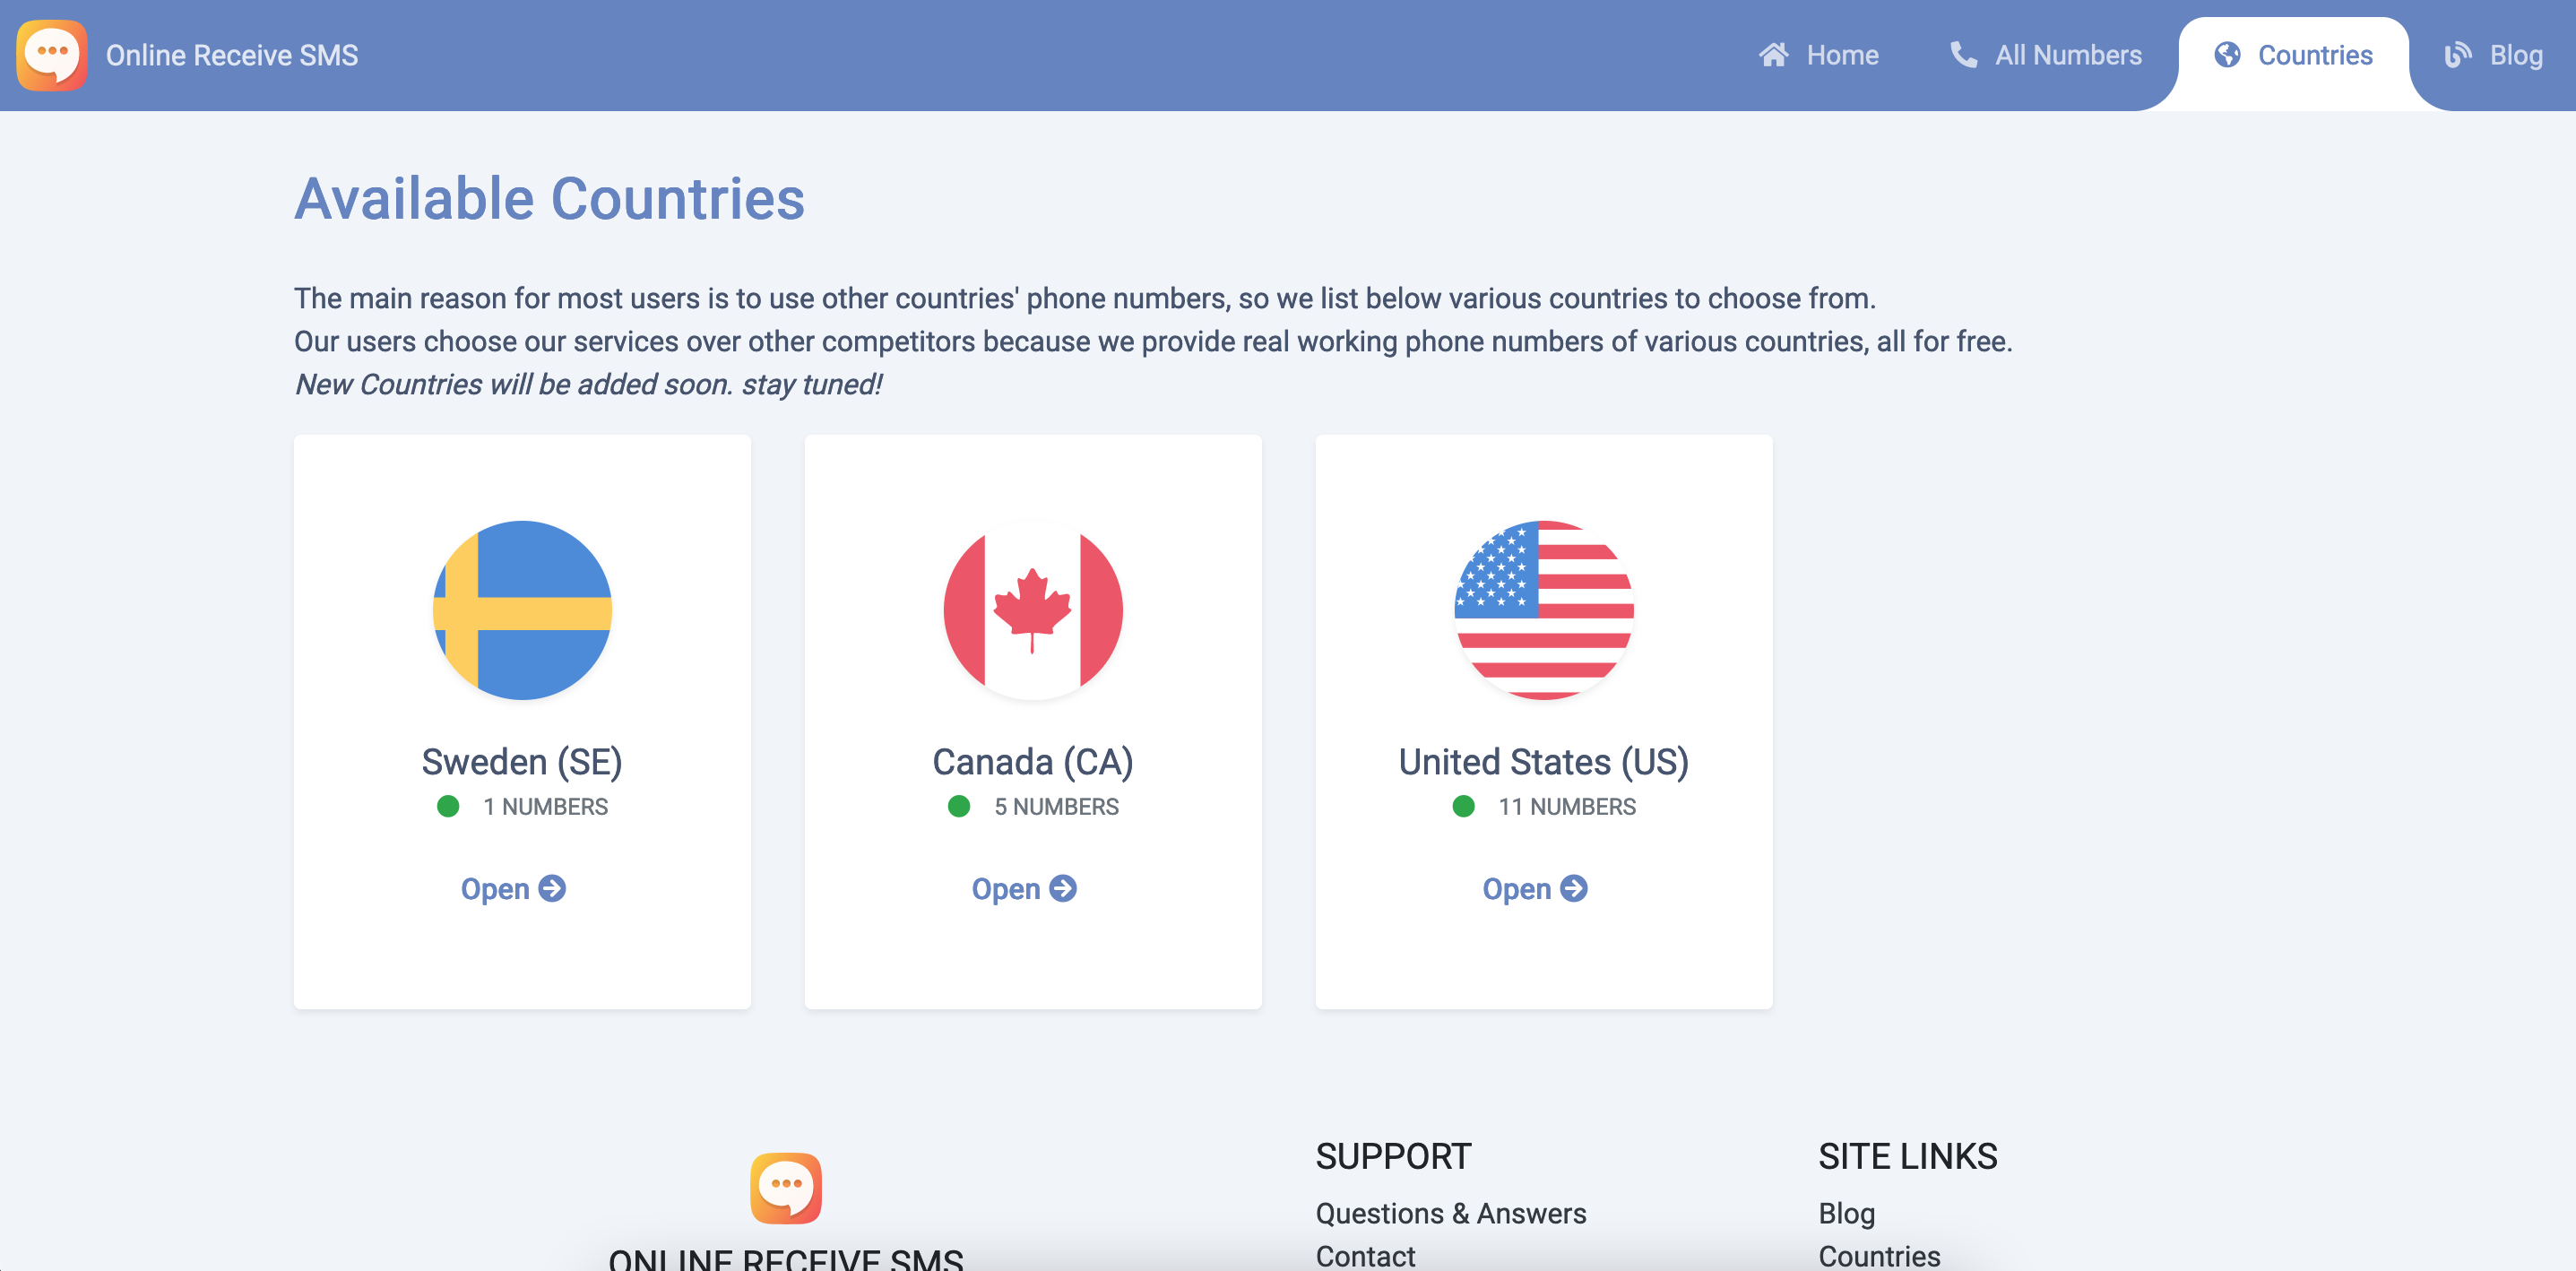 Online Receive SMS
Home
All Numbers
Countries
Blog
Available Countries
The main reason for most users is to use other countries' phone numbers, so we list below various countries to choose from.
Our users choose our services over other competitors because we provide real working phone numbers of various countries, all for free.
New Countries will be added soon. stay tuned!
Sweden (SE)
1 NUMBERS
Open
Canada (CA)
5 NUMBERS
Open
United States (US)
11 NUMBERS
Open
ONLINE RECEIVE SMS
SUPPORT
Questions & Answers
Contact
SITE LINKS
Blog
Countries